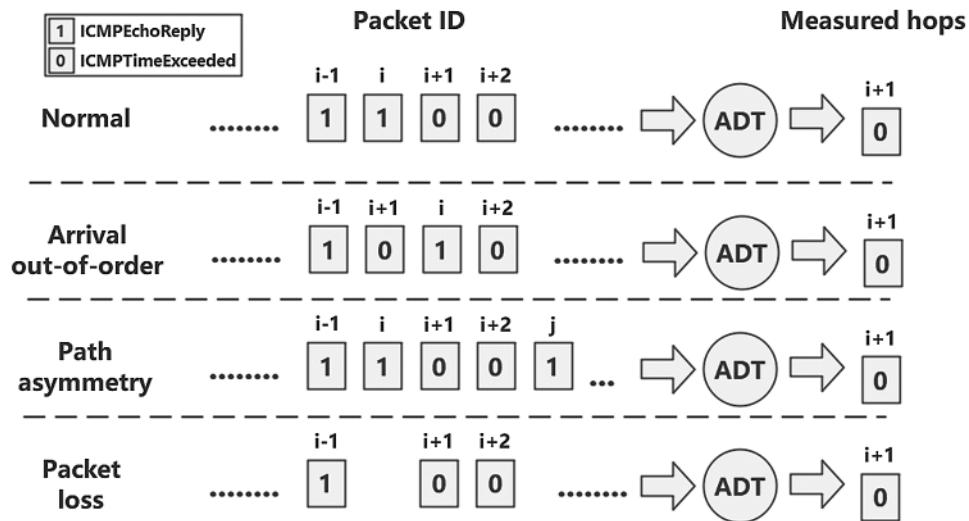 Packet ID Measured hops
1 ICMPEchoReply
0 ICMPTimeExceeded
i-1 i i+1 i+2 i+1
Normal ........ 1 1 0 0 ........ ADT 0
i-1 i+1 i i+2 i+1
Arrival
out-of-order ........ 1 0 1 0 ........ ADT 0
i-1 i i+1 i+2 j i+1
Path
asymmetry ........ 1 1 0 0 1 ... ADT 0
i-1 i+1 i+2 i+1
Packet
loss ........ 1 0 0 ........ ADT 0